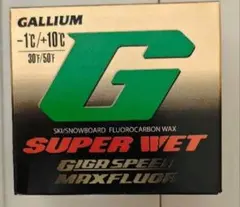 GALLIUM
-1℃/+10℃
30℉/50℉
G
SKI/SNOWBOARD FLUOROCARBON WAX
SUPER WET
GIGA SPEED
MAXFLUOR